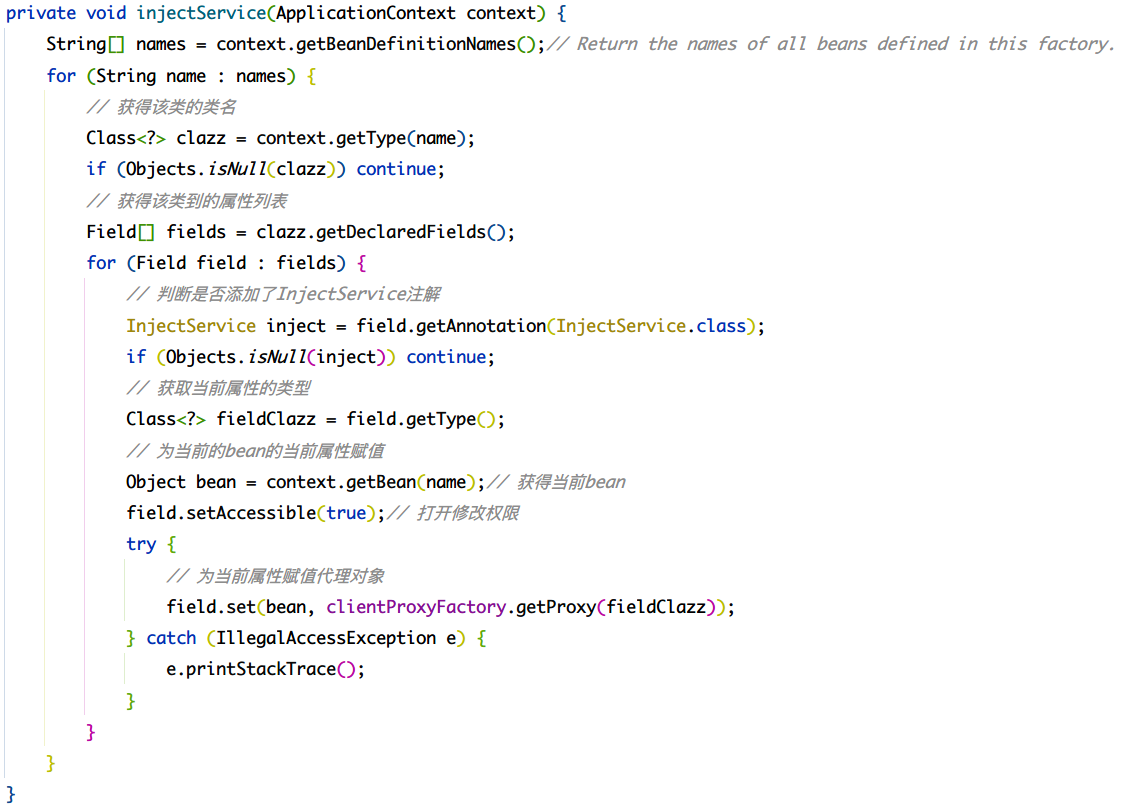 private void injectService(ApplicationContext context) {
    String[] names = context.getBeanDefinitionNames();// Return the names of all beans defined in this factory.
    for (String name : names) {
        // 获得该类的类名
        Class<?> clazz = context.getType(name);
        if (Objects.isNull(clazz)) continue;
        // 获得该类到的属性列表
        Field[] fields = clazz.getDeclaredFields();
        for (Field field : fields) {
            // 判断是否添加了InjectService注解
            InjectService inject = field.getAnnotation(InjectService.class);
            if (Objects.isNull(inject)) continue;
            // 获取当前属性的类型
            Class<?> fieldClazz = field.getType();
            // 为当前的bean的当前属性赋值
            Object bean = context.getBean(name);// 获得当前bean
            field.setAccessible(true);// 打开修改权限
            try {
                // 为当前属性赋值代理对象
                field.set(bean, clientProxyFactory.getProxy(fieldClazz));
            } catch (IllegalAccessException e) {
                e.printStackTrace();
            }
        }
    }
}